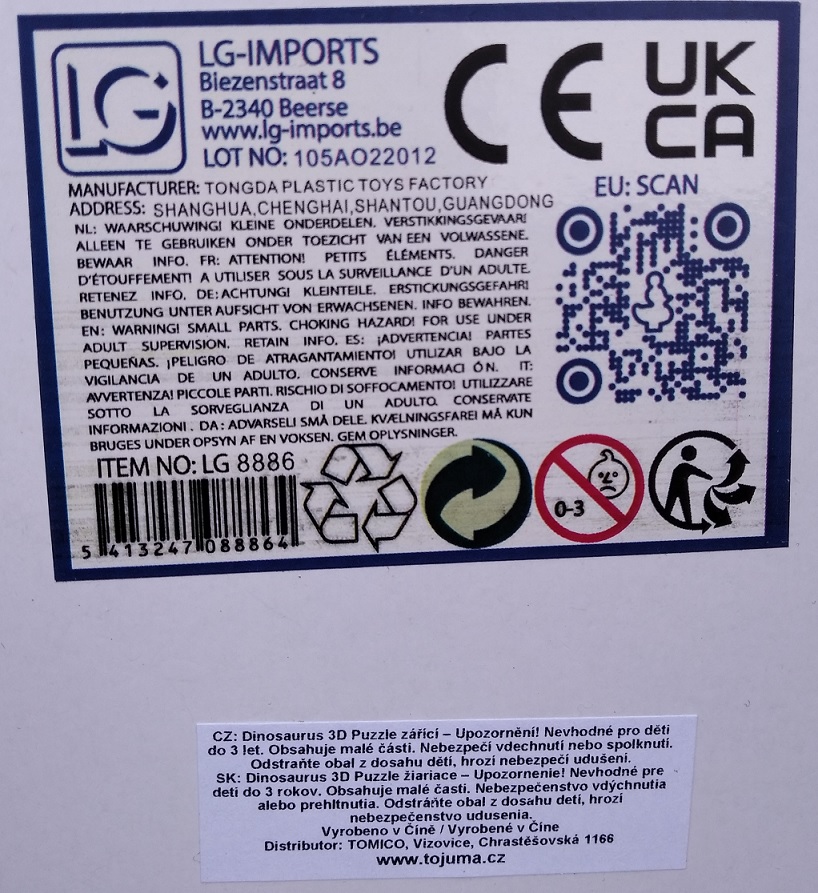 LG
LG-IMPORTS
Biezenstraat 8
B-2340 Beerse
www.lg-imports.be
LOT NO: 105AO22012
CE
UK
CA
MANUFACTURER: TONGDA PLASTIC TOYS FACTORY
ADDRESS: SHANGHUA,CHENGHAI,SHANTOU,GUANGDONG
EU: SCAN
NL: WAARSCHUWING! KLEINE ONDERDELEN. VERSTIKKINGSGEVAAR!
ALLEEN TE GEBRUIKEN ONDER TOEZICHT VAN EEN VOLWASSENE.
BEWAAR INFO. FR: ATTENTION! PETITS ÉLÉMENTS. DANGER
D'ÉTOUFFEMENT! A UTILISER SOUS LA SURVEILLANCE D'UN ADULTE.
RETENEZ INFO. DE: ACHTUNG! KLEINTEILE. ERSTICKUNGSGEFAHR!
BENUTZUNG UNTER AUFSICHT VON ERWACHSENEN. INFO BEWAHREN.
EN: WARNING! SMALL PARTS. CHOKING HAZARD! FOR USE UNDER
ADULT SUPERVISION. RETAIN INFO. ES: ¡ADVERTENCIA! PARTES
PEQUEÑAS. ¡PELIGRO DE ATRAGANTAMIENTO! UTILIZAR BAJO LA
VIGILANCIA DE UN ADULTO. CONSERVE INFORMACI ÓN. IT:
AVVERTENZA! PICCOLE PARTI. RISCHIO DI SOFFOCAMENTO! UTILIZZARE
SOTTO LA SORVEGLIANZA DI UN ADULTO. CONSERVATE
INFORMAZIONI. DA: ADVARSEL! SMÅ DELE. KVÆLNINGSFARE! MÅ KUN
BRUGES UNDER OPSYN AF EN VOKSEN. GEM OPLYSNINGER.
ITEM NO: LG 8886
5 413247 088864
0-3
CZ: Dinosaurus 3D Puzzle zářící – Upozornění! Nevhodné pro děti
do 3 let. Obsahuje malé části. Nebezpečí vdechnutí nebo spolknutí.
Odstraňte obal z dosahu dětí, hrozí nebezpečí udušení.
SK: Dinosaurus 3D Puzzle žiariace – Upozornenie! Nevhodné pre
deti do 3 rokov. Obsahuje malé časti. Nebezpečenstvo vdýchnutia
alebo prehltnutia. Odstráňte obal z dosahu detí, hrozí
nebezpečenstvo udusenia.
Vyrobeno v Číně / Vyrobené v Číne
Distributor: TOMICO, Vizovice, Chrastěšovská 1166
www.tojuma.cz